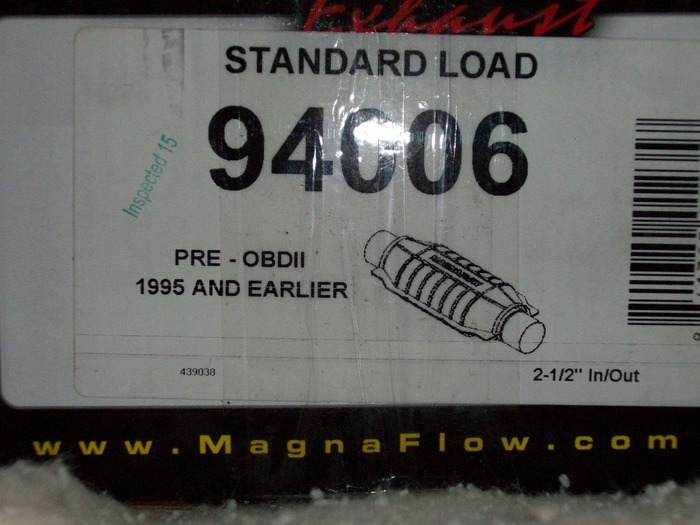 Exhaust
STANDARD LOAD
94006
Inspected 15
PRE - OBDII
1995 AND EARLIER
439038
2-1/2" In/Out
www.MagnaFlow.com